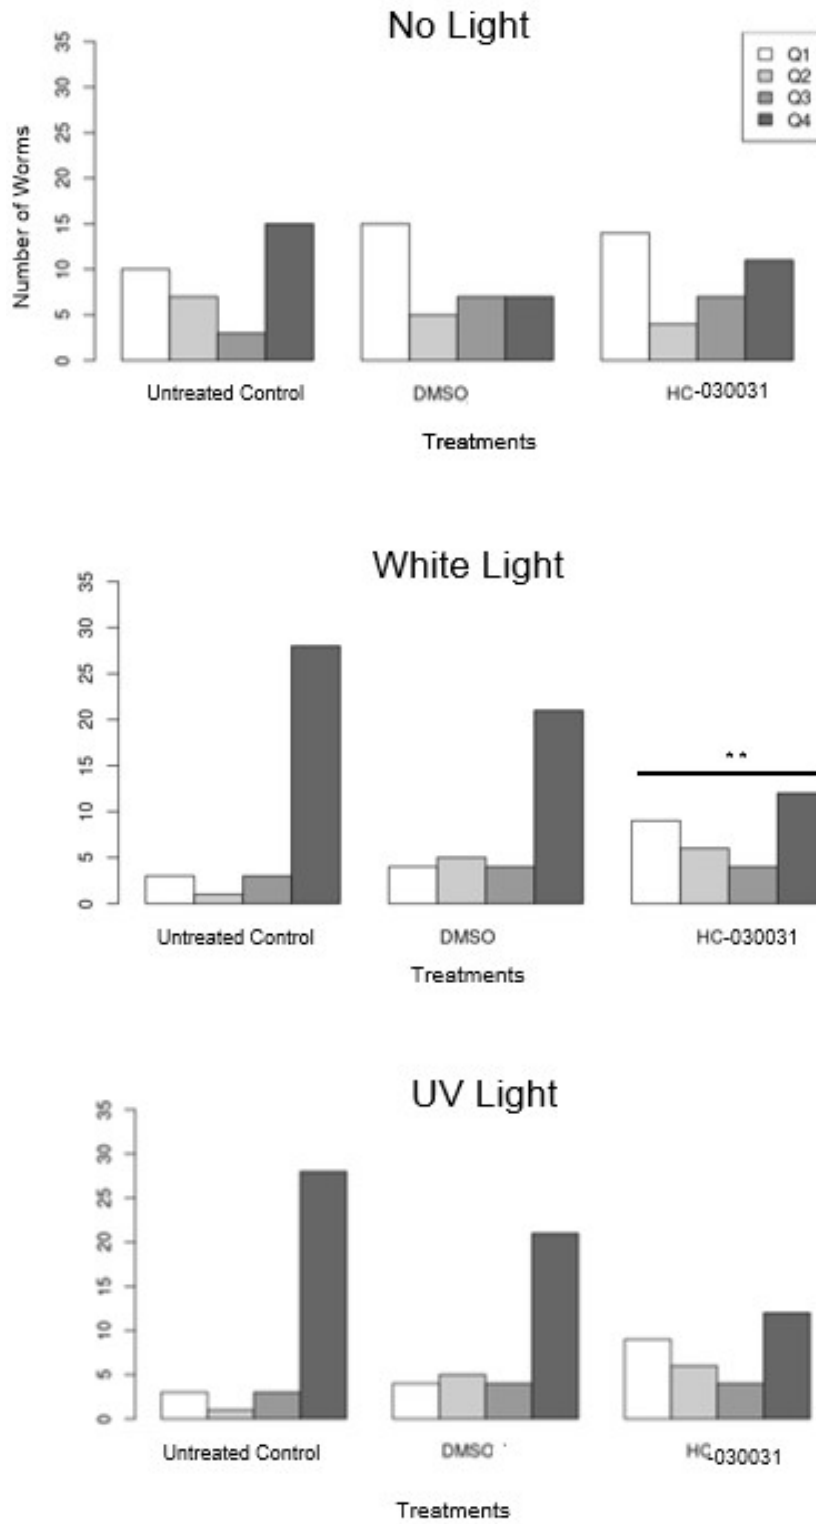 No Light
Q1
Q2
Q3
Q4
Number of Worms
0 5 10 15 20 25 30 35
Untreated Control DMSO HC-030031
Treatments
White Light
0 5 10 15 20 25 30 35
**
Untreated Control DMSO HC-030031
Treatments
UV Light
0 5 10 15 20 25 30 35
Untreated Control DMSO HC-030031
Treatments